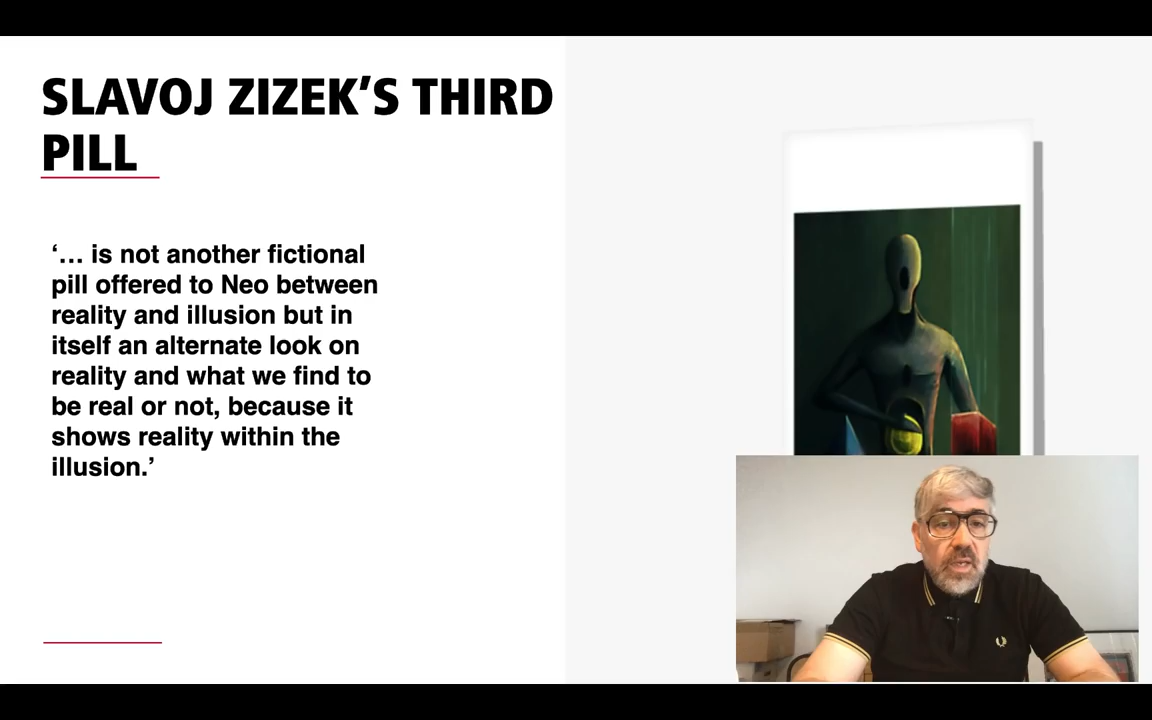 SLAVOJ ZIZEK’S THIRD
PILL
‘… is not another fictional
pill offered to Neo between
reality and illusion but in
itself an alternate look on
reality and what we find to
be real or not, because it
shows reality within the
illusion.’